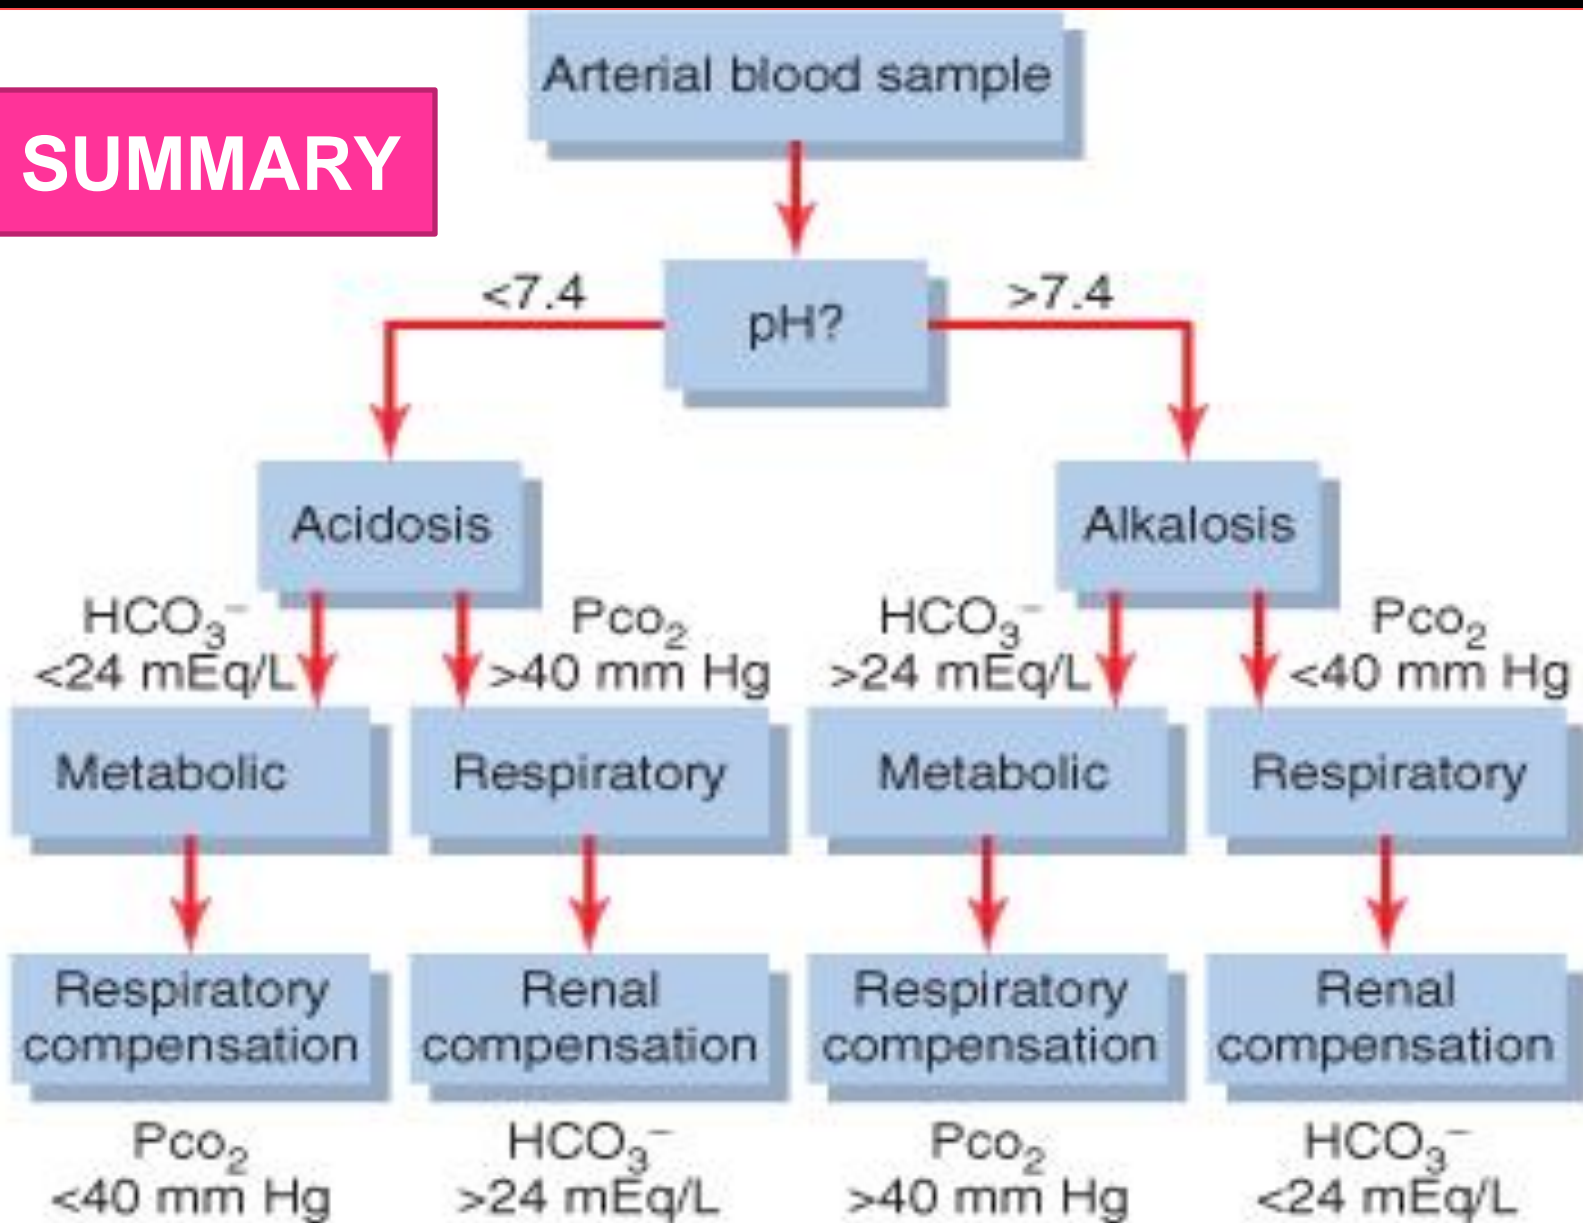 Arterial blood sample
SUMMARY
<7.4
pH?
>7.4
Acidosis
Alkalosis
HCO₃⁻
<24 mEq/L
Pco₂
>40 mm Hg
HCO₃⁻
>24 mEq/L
Pco₂
<40 mm Hg
Metabolic
Respiratory
Metabolic
Respiratory
Respiratory
compensation
Renal
compensation
Respiratory
compensation
Renal
compensation
Pco₂
<40 mm Hg
HCO₃⁻
>24 mEq/L
Pco₂
>40 mm Hg
HCO₃⁻
<24 mEq/L